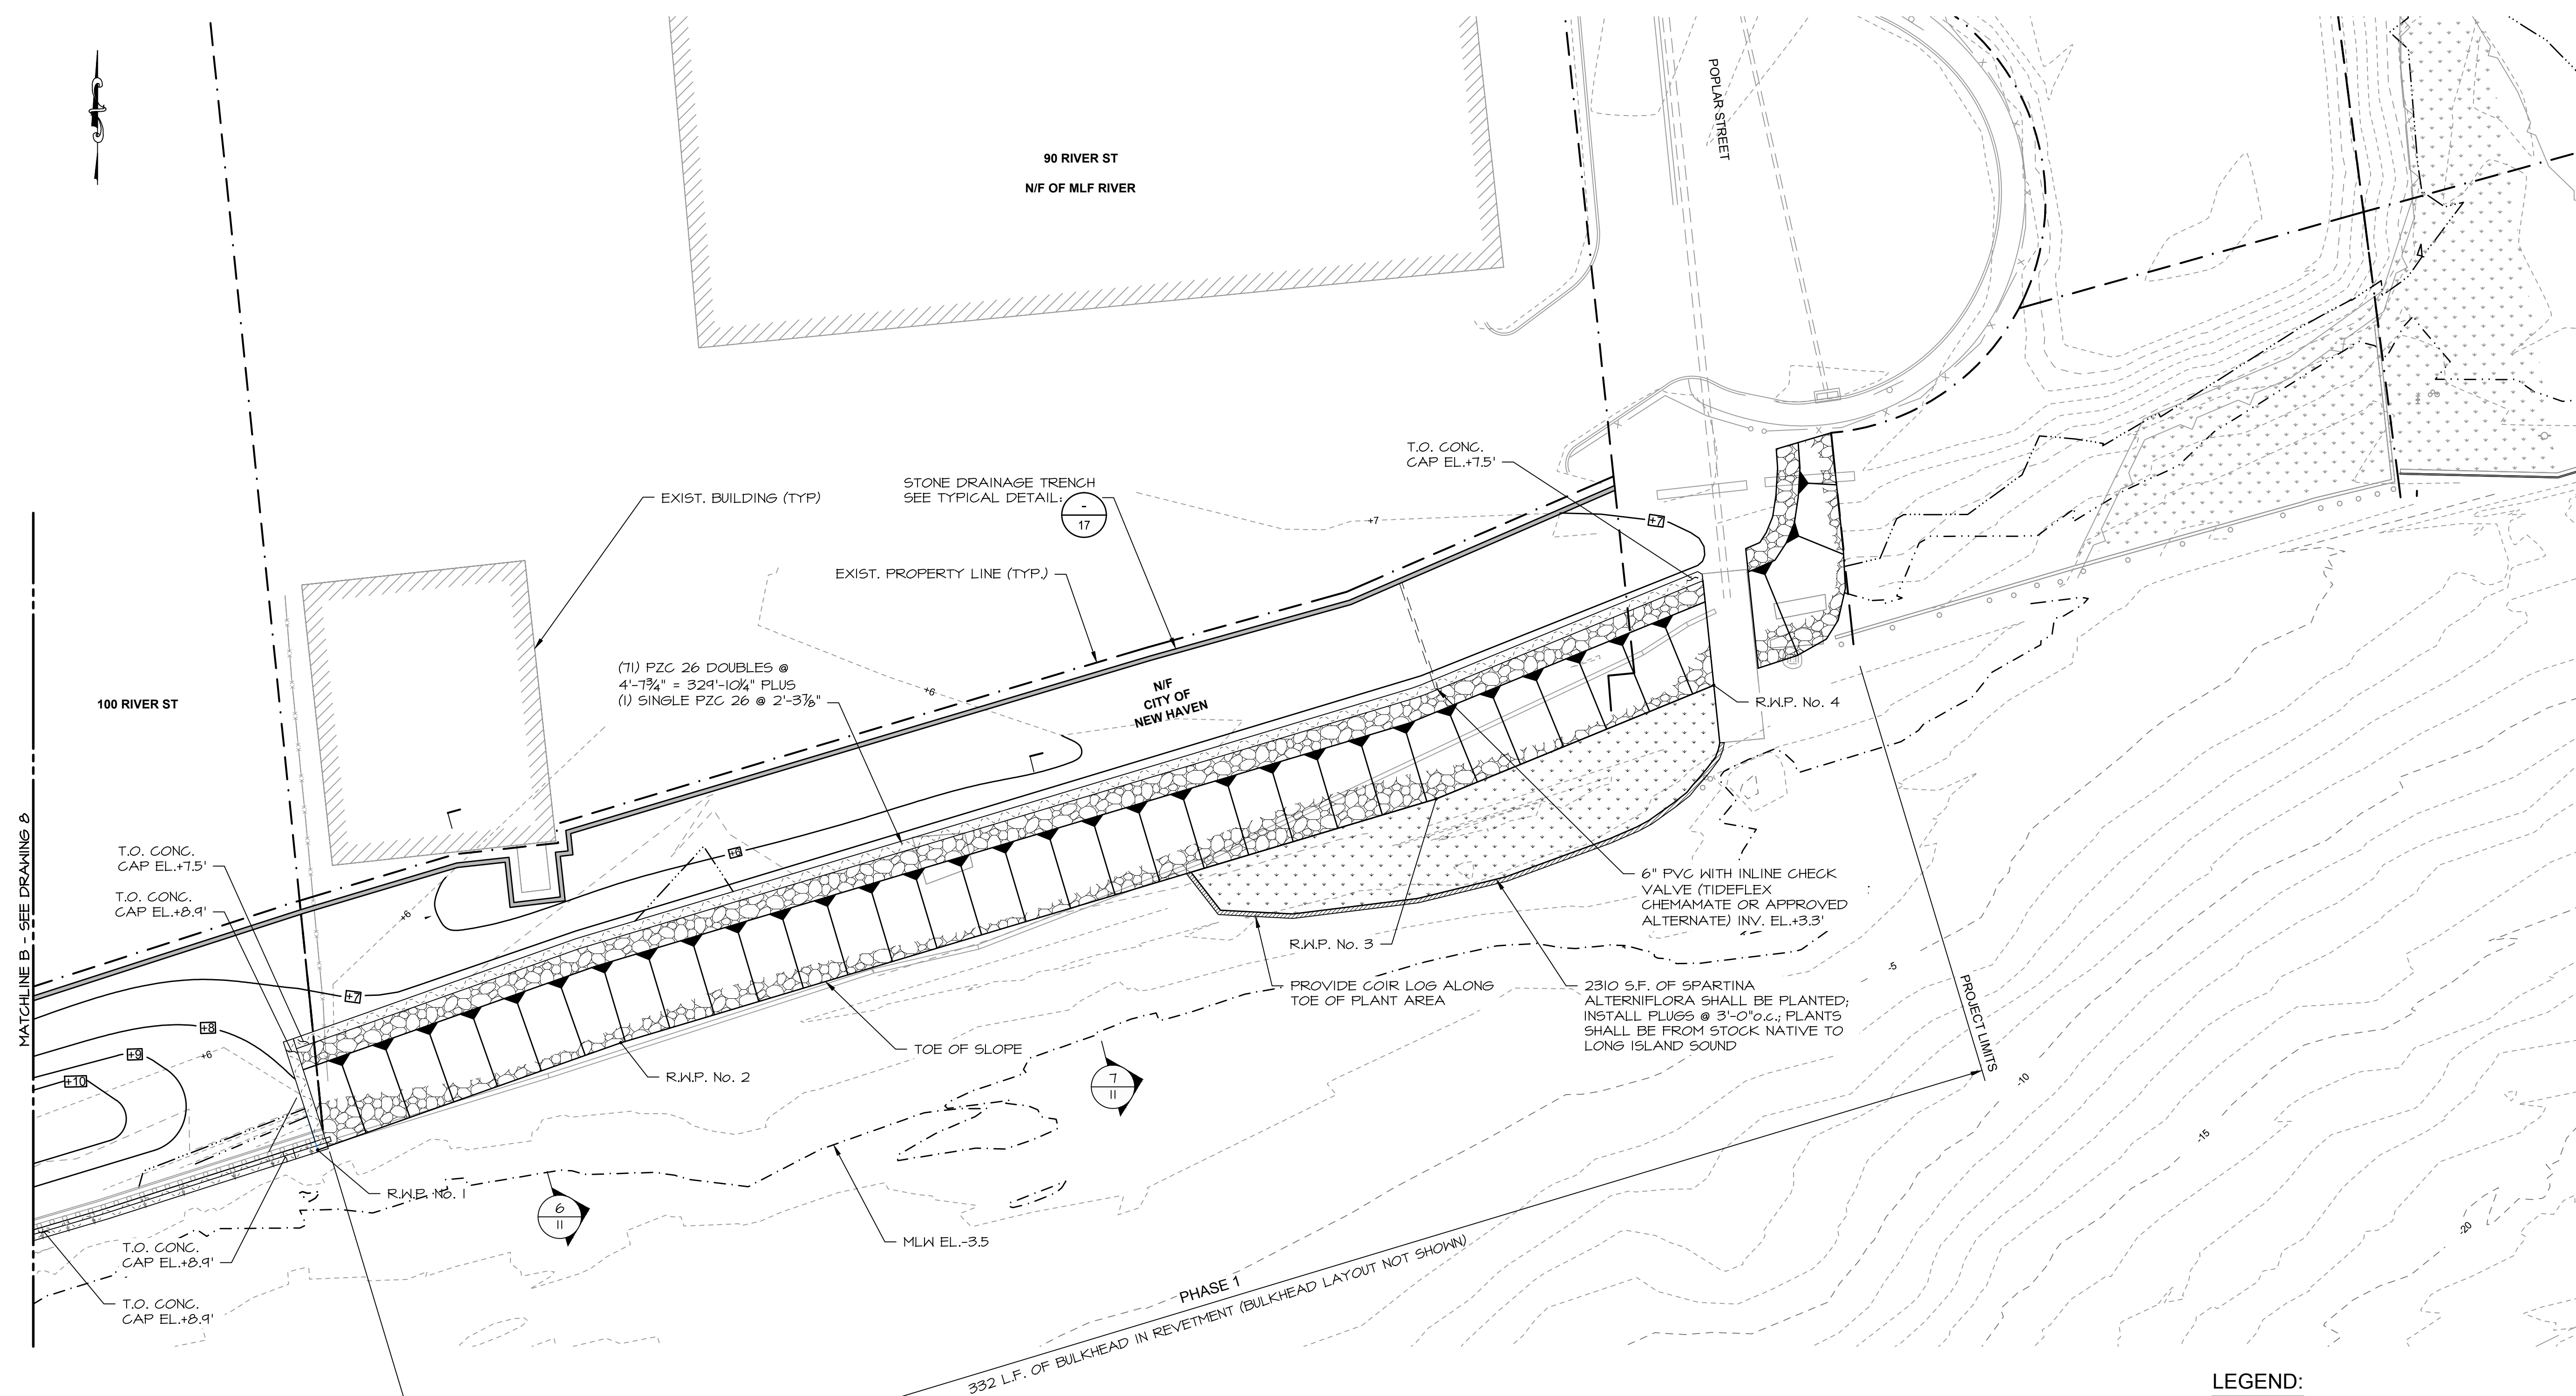 POPLAR STREET
90 RIVER ST
N/F OF MLF RIVER
4
T.O. CONC.
CAP EL.+7.5'
STONE DRAINAGE TRENCH
SEE TYPICAL DETAIL:
-
17
EXIST. BUILDING (TYP)
+7
+7
EXIST. PROPERTY LINE (TYP.)
(71) PZC 26 DOUBLES @
4'-7¾" = 329'-10¼" PLUS
(1) SINGLE PZC 26 @ 2'-3⅞"
+6
N/F
CITY OF
NEW HAVEN
100 RIVER ST
R.W.P. No. 4
MATCHLINE B - SEE DRAWING 8
T.O. CONC.
CAP EL.+7.5'
+6
T.O. CONC.
CAP EL.+8.9'
+6
6" PVC WITH INLINE CHECK
VALVE (TIDEFLEX
CHEMAMATE OR APPROVED
ALTERNATE) INV. EL.+3.3'
R.W.P. No. 3
-5
+7
PROVIDE COIR LOG ALONG
TOE OF PLANT AREA
2310 S.F. OF SPARTINA
ALTERNIFLORA SHALL BE PLANTED;
INSTALL PLUGS @ 3'-0"o.c.; PLANTS
SHALL BE FROM STOCK NATIVE TO
LONG ISLAND SOUND
PROJECT LIMITS
+8
+9
+6
+10
TOE OF SLOPE
R.W.P. No. 2
7
11
-10
-15
R.W.P. No. 1
6
11
-20
MLW EL.-3.5
T.O. CONC.
CAP EL.+8.9'
T.O. CONC.
CAP EL.+8.9'
PHASE 1
332 L.F. OF BULKHEAD IN REVETMENT (BULKHEAD LAYOUT NOT SHOWN)
LEGEND: